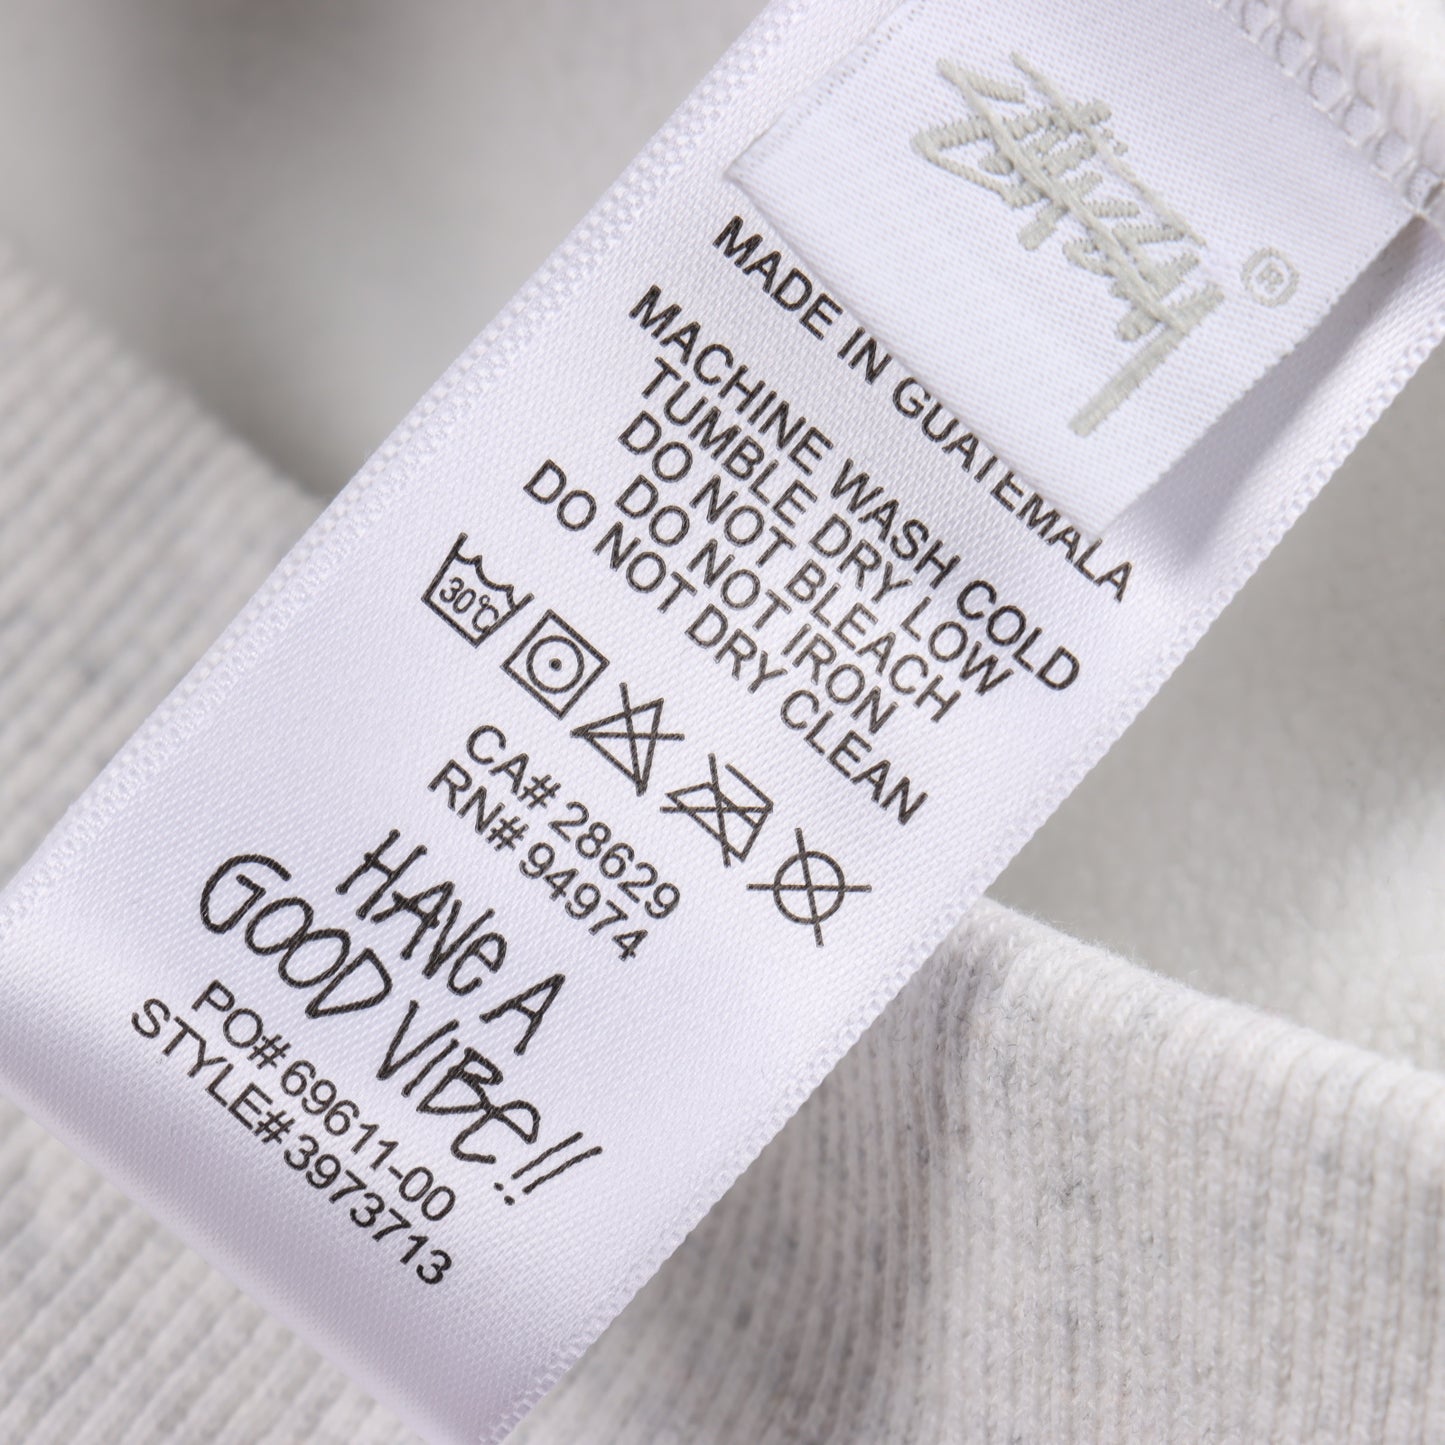 Stüssy ®
MADE IN GUATEMALA
MACHINE WASH COLD
TUMBLE DRY LOW
DO NOT BLEACH
DO NOT IRON
DO NOT DRY CLEAN
30°C
CA# 28629
RN# 94974
HAVe A
GOOD VIBe!!
PO# 69611-00
STYLE# 3973713